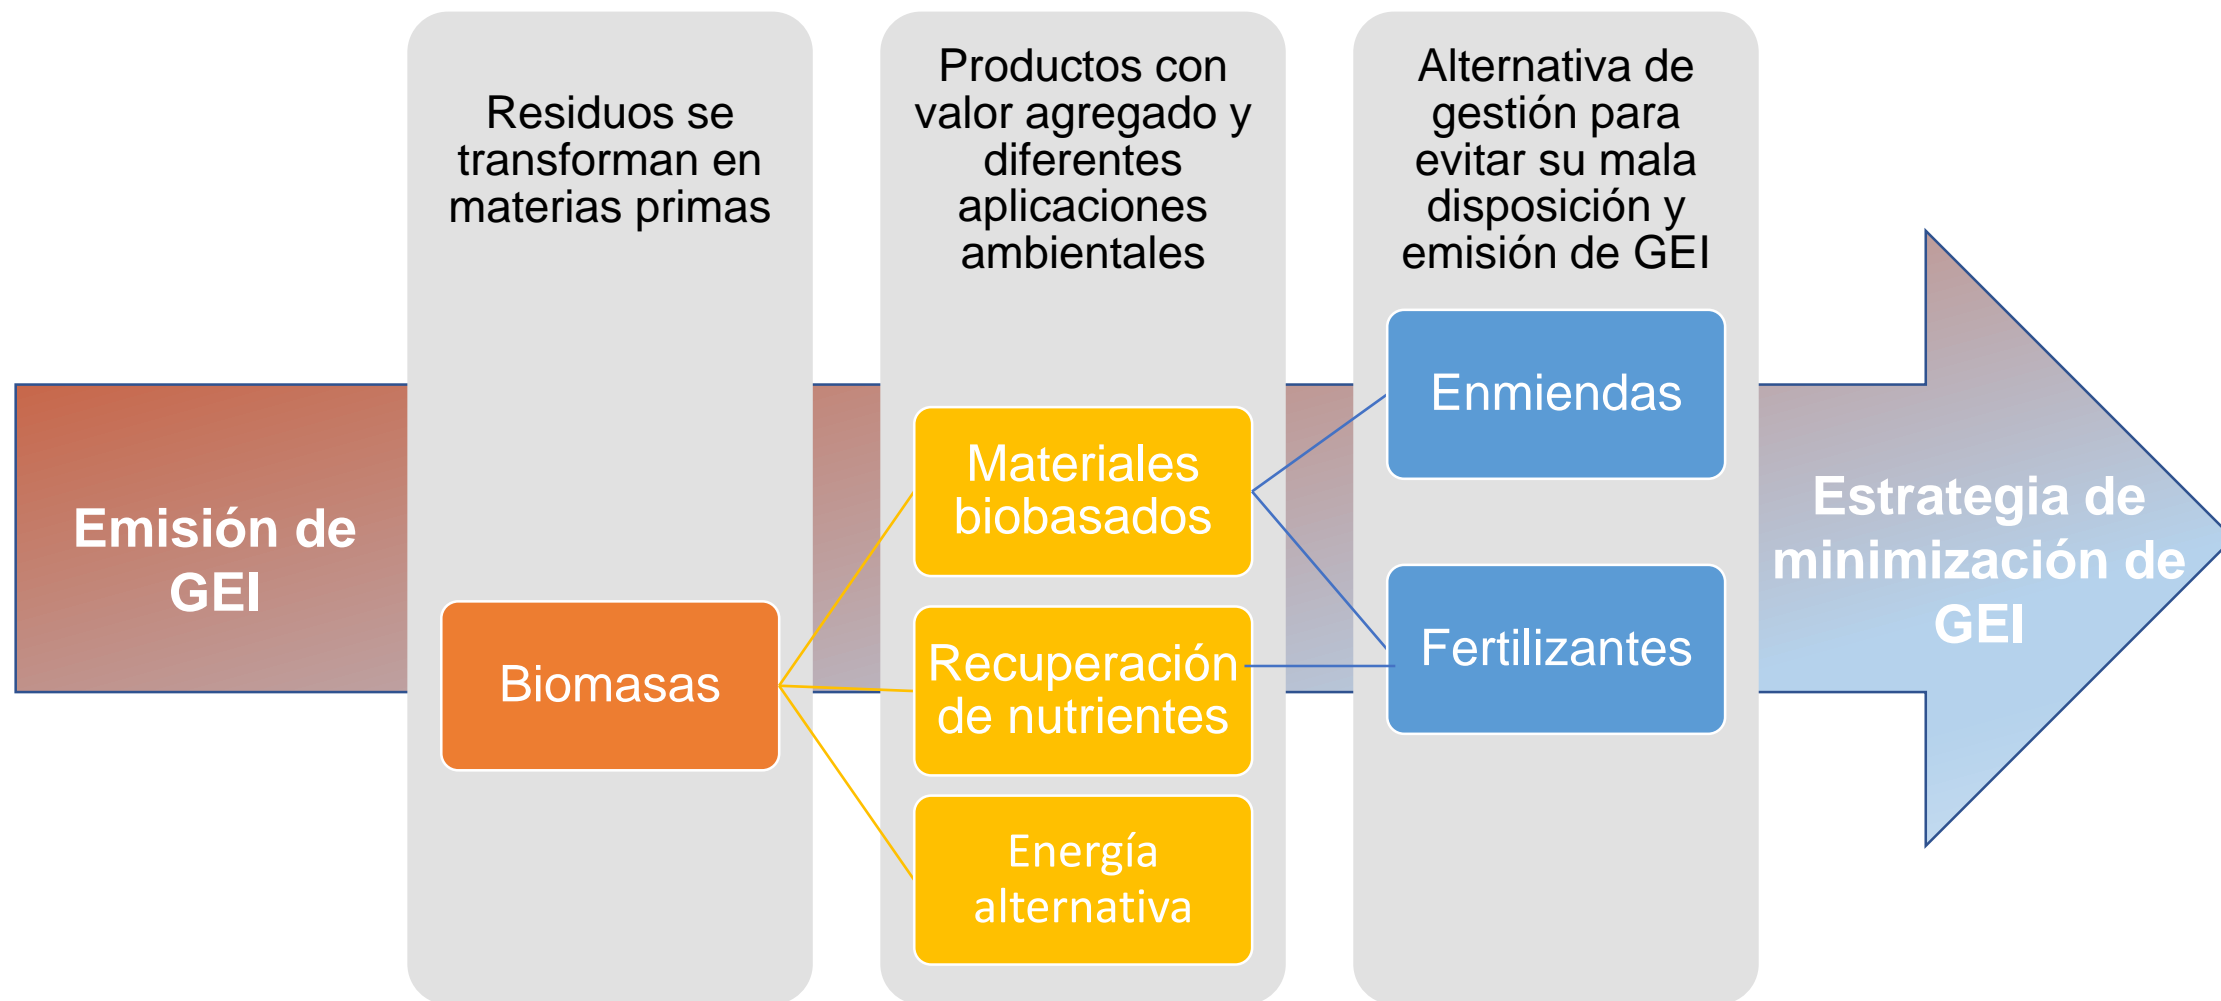 Emisión de
GEI
Residuos se
transforman en
materias primas
Biomasas
Productos con
valor agregado y
diferentes
aplicaciones
ambientales
Materiales
biobasados
Recuperación
de nutrientes
Energía
alternativa
Alternativa de
gestión para
evitar su mala
disposición y
emisión de GEI
Enmiendas
Fertilizantes
Estrategia de
minimización de
GEI